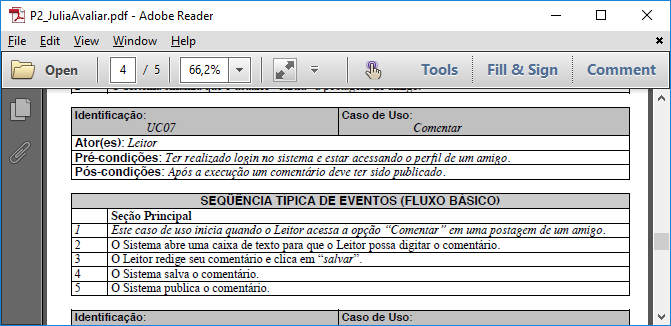 P2_JuliaAvaliar.pdf - Adobe Reader
File Edit View Window Help
Open 4 / 5 66,2% Tools Fill & Sign Comment
Identificação: Caso de Uso:
UC07 Comentar
Ator(es): Leitor
Pré-condições: Ter realizado login no sistema e estar acessando o perfil de um amigo.
Pós-condições: Após a execução um comentário deve ter sido publicado.
SEQÜÊNCIA TIPICA DE EVENTOS (FLUXO BÁSICO)
Seção Principal
1 Este caso de uso inicia quando o Leitor acessa a opção “Comentar” em uma postagem de um amigo.
2 O Sistema abre uma caixa de texto para que o Leitor possa digitar o comentário.
3 O Leitor redige seu comentário e clica em “salvar”.
4 O Sistema salva o comentário.
5 O Sistema publica o comentário.
Identificação: Caso de Uso: